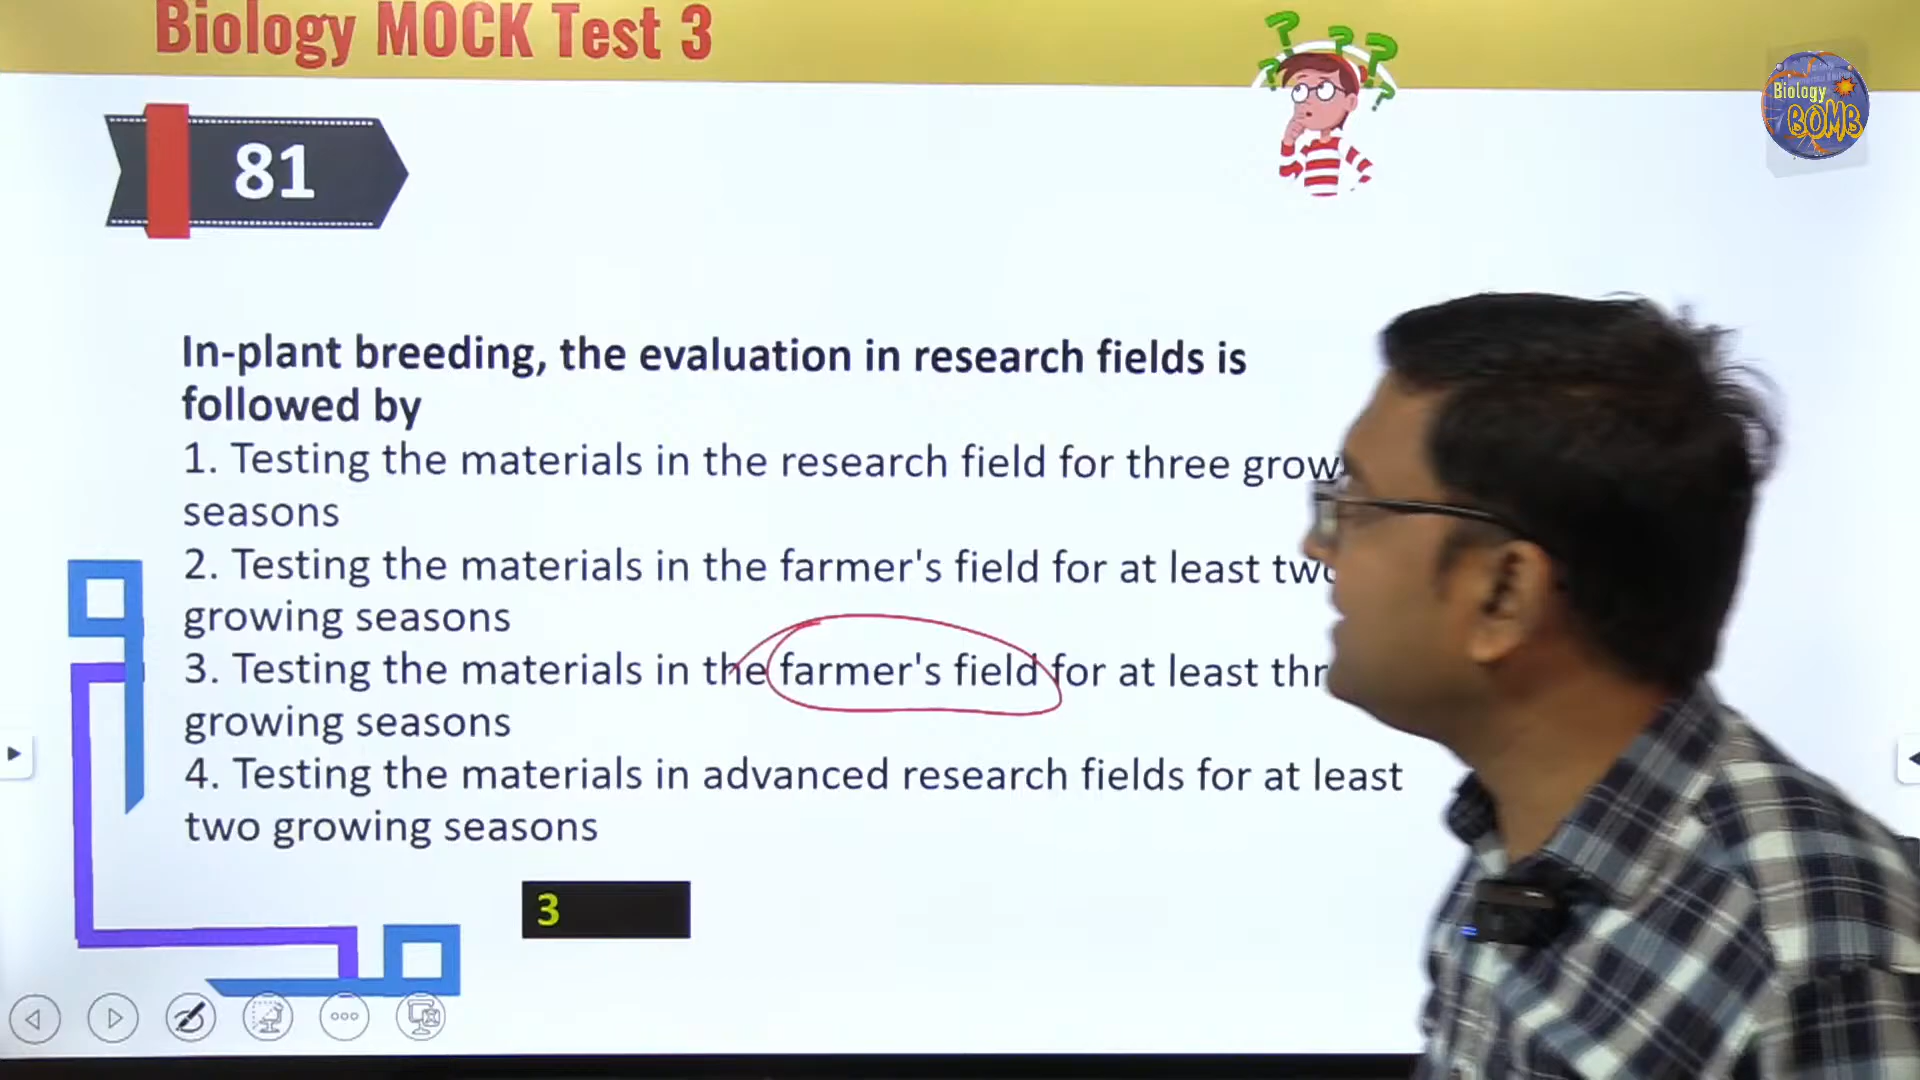 Biology MOCK Test 3
Biology
BOMB
81
In-plant breeding, the evaluation in research fields is
followed by
1. Testing the materials in the research field for three grow
seasons
2. Testing the materials in the farmer's field for at least two
growing seasons
3. Testing the materials in the farmer's field for at least thr
growing seasons
4. Testing the materials in advanced research fields for at least
two growing seasons
3